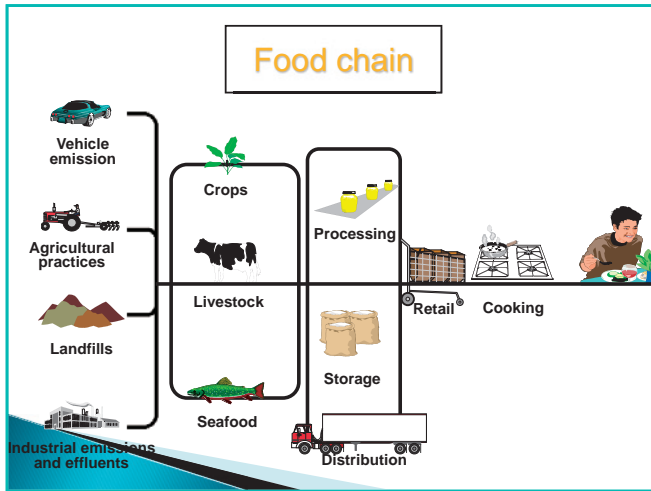 Food chain
Vehicle
emission
Agricultural
practices
Landfills
Industrial emissions
and effluents
Crops
Livestock
Seafood
Processing
Storage
Distribution
Retail
Cooking